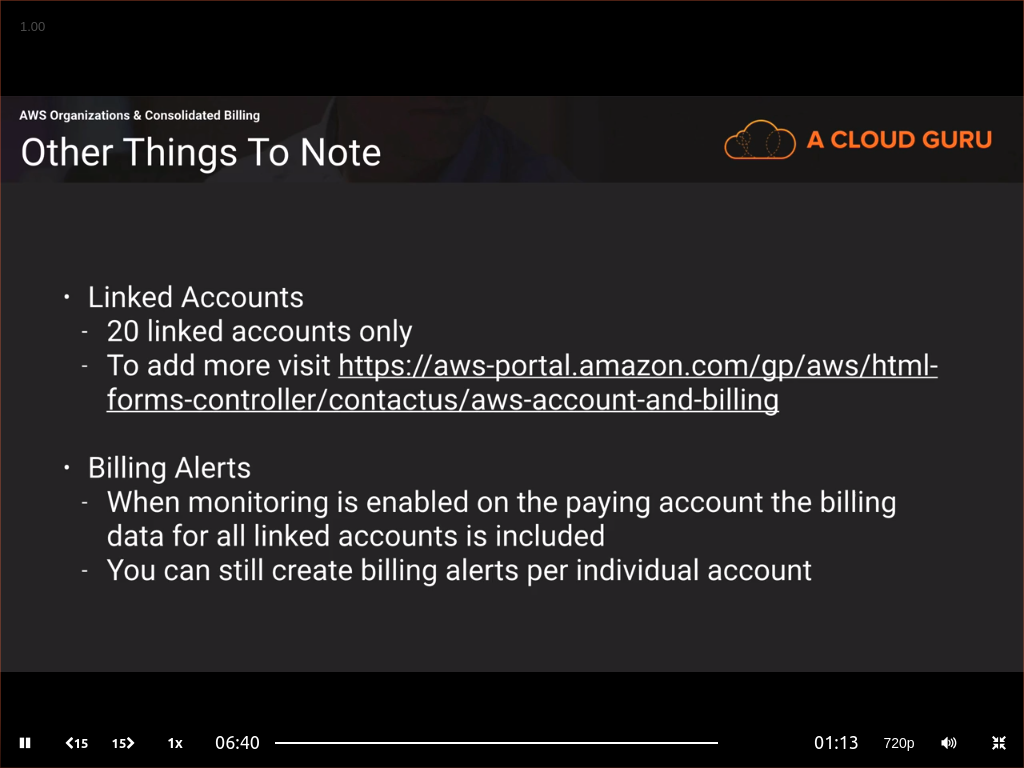 1.00
AWS Organizations & Consolidated Billing
Other Things To Note
A CLOUD GURU
• Linked Accounts
- 20 linked accounts only
- To add more visit https://aws-portal.amazon.com/gp/aws/html-
forms-controller/contactus/aws-account-and-billing
• Billing Alerts
- When monitoring is enabled on the paying account the billing
data for all linked accounts is included
- You can still create billing alerts per individual account
15 15 1x 06:40 01:13 720p